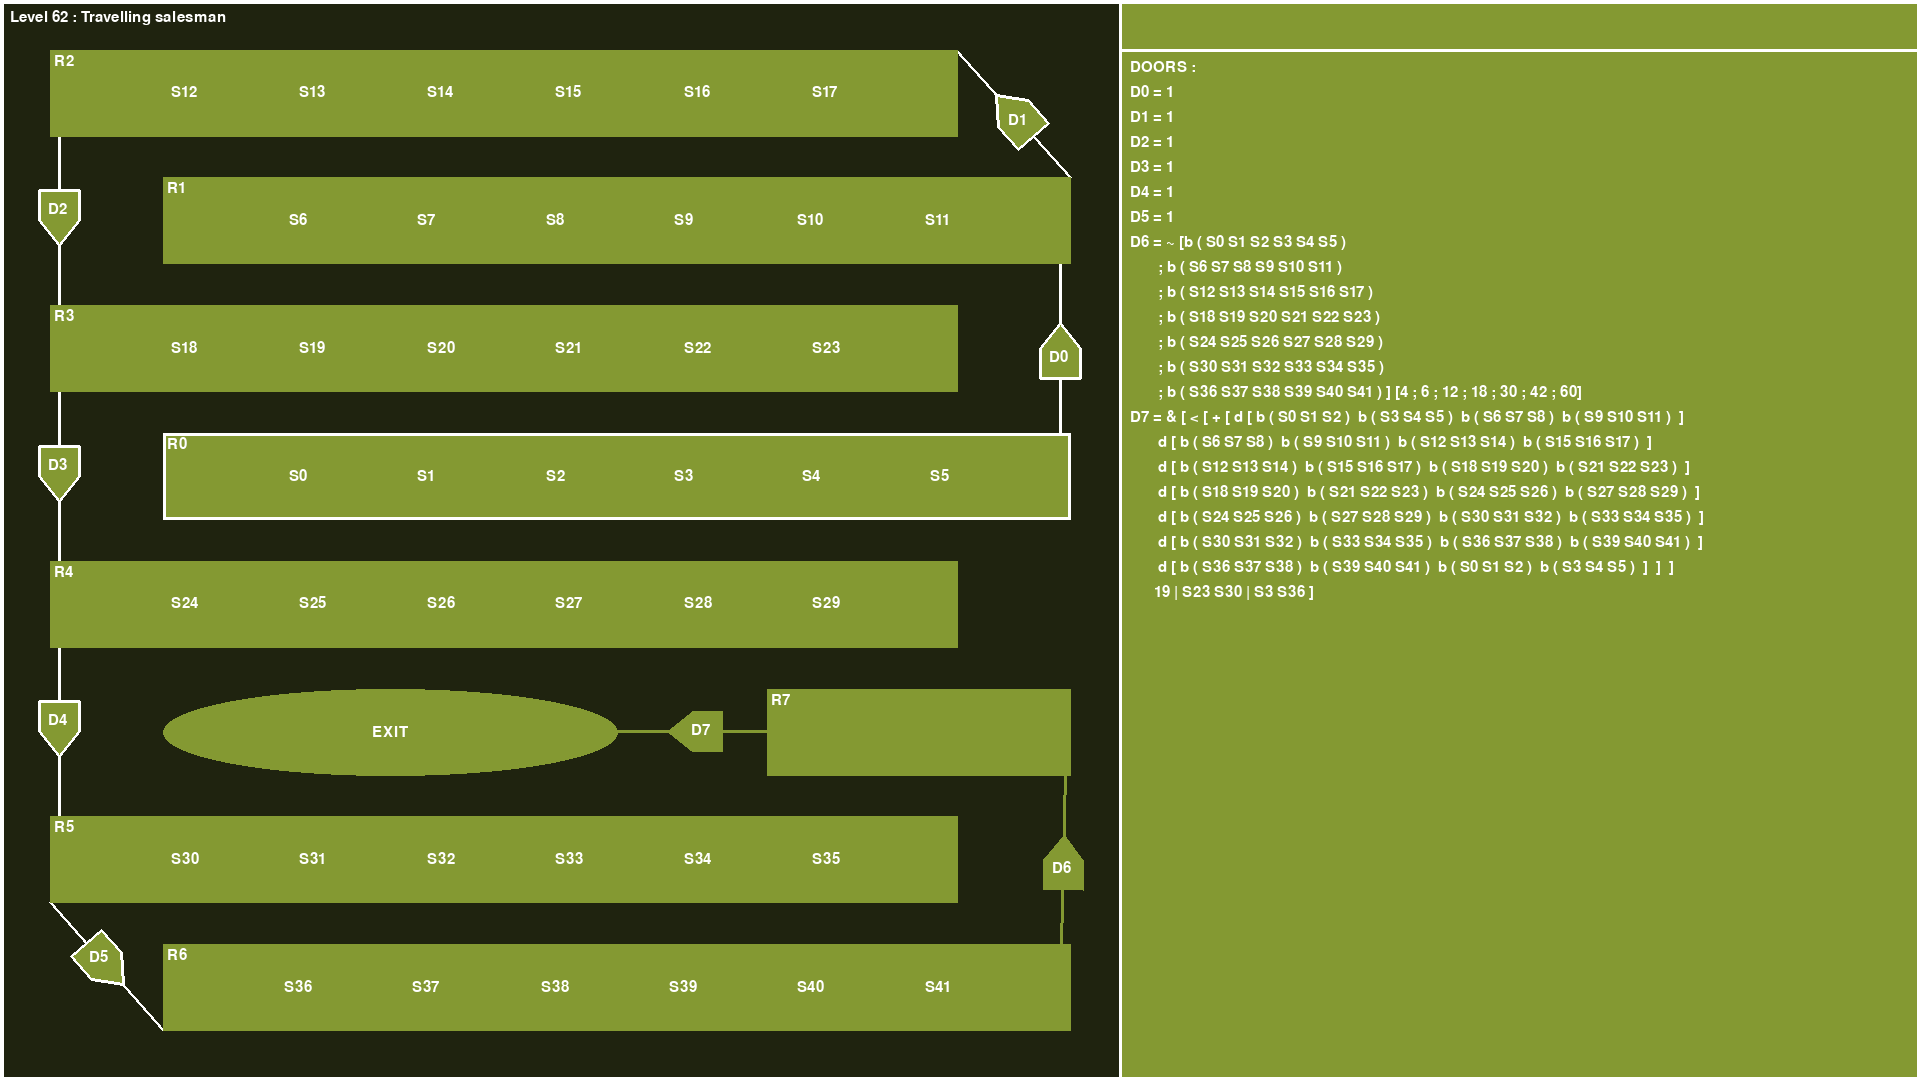 Level 62 : Travelling salesman
R2
S12 S13 S14 S15 S16 S17
D1
R1
D2
S6 S7 S8 S9 S10 S11
R3
S18 S19 S20 S21 S22 S23
D0
R0
D3
S0 S1 S2 S3 S4 S5
R4
S24 S25 S26 S27 S28 S29
R7
D4
EXIT
D7
R5
S30 S31 S32 S33 S34 S35
D6
R6
D5
S36 S37 S38 S39 S40 S41
DOORS :
D0 = 1
D1 = 1
D2 = 1
D3 = 1
D4 = 1
D5 = 1
D6 = ~ [b ( S0 S1 S2 S3 S4 S5 )
; b ( S6 S7 S8 S9 S10 S11 )
; b ( S12 S13 S14 S15 S16 S17 )
; b ( S18 S19 S20 S21 S22 S23 )
; b ( S24 S25 S26 S27 S28 S29 )
; b ( S30 S31 S32 S33 S34 S35 )
; b ( S36 S37 S38 S39 S40 S41 ) ] [4 ; 6 ; 12 ; 18 ; 30 ; 42 ; 60]
D7 = & [ < [ + [ d [ b ( S0 S1 S2 ) b ( S3 S4 S5 ) b ( S6 S7 S8 ) b ( S9 S10 S11 ) ]
d [ b ( S6 S7 S8 ) b ( S9 S10 S11 ) b ( S12 S13 S14 ) b ( S15 S16 S17 ) ]
d [ b ( S12 S13 S14 ) b ( S15 S16 S17 ) b ( S18 S19 S20 ) b ( S21 S22 S23 ) ]
d [ b ( S18 S19 S20 ) b ( S21 S22 S23 ) b ( S24 S25 S26 ) b ( S27 S28 S29 ) ]
d [ b ( S24 S25 S26 ) b ( S27 S28 S29 ) b ( S30 S31 S32 ) b ( S33 S34 S35 ) ]
d [ b ( S30 S31 S32 ) b ( S33 S34 S35 ) b ( S36 S37 S38 ) b ( S39 S40 S41 ) ]
d [ b ( S36 S37 S38 ) b ( S39 S40 S41 ) b ( S0 S1 S2 ) b ( S3 S4 S5 ) ] ] ]
19 | S23 S30 | S3 S36 ]